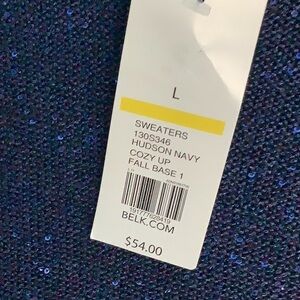 L
SWEATERS
130S346
HUDSON NAVY
COZY UP
FALL BASE 1
BELK.COM
$54.00